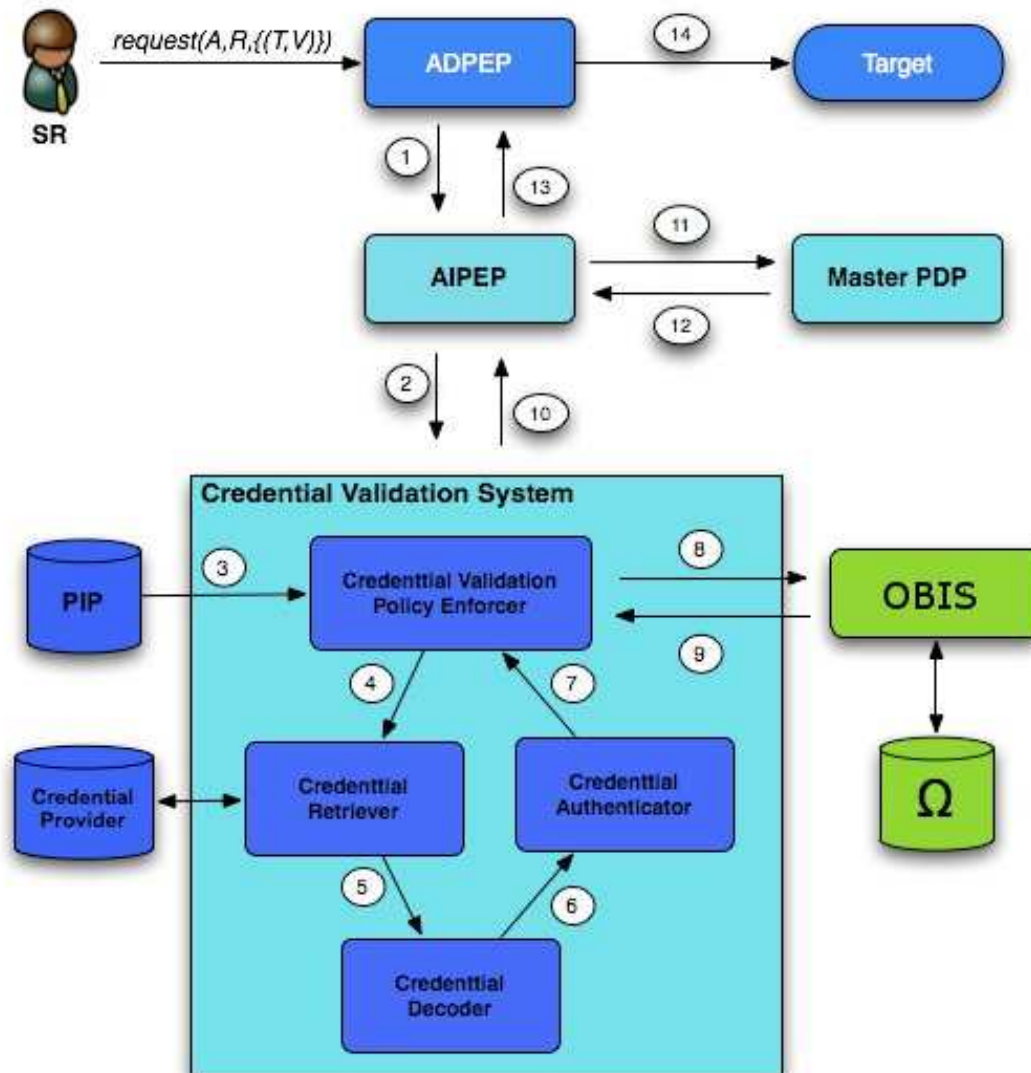 request(A,R,{(T,V)})
SR
ADPEP
14
Target
1
13
AIPEP
11
12
Master PDP
2
10
Credential Validation System
PIP
3
Credenttial Validation
Policy Enforcer
8
9
OBIS
4
7
Credential
Provider
Credenttial
Retriever
Credenttial
Authenticator
Ω
5
6
Credenttial
Decoder